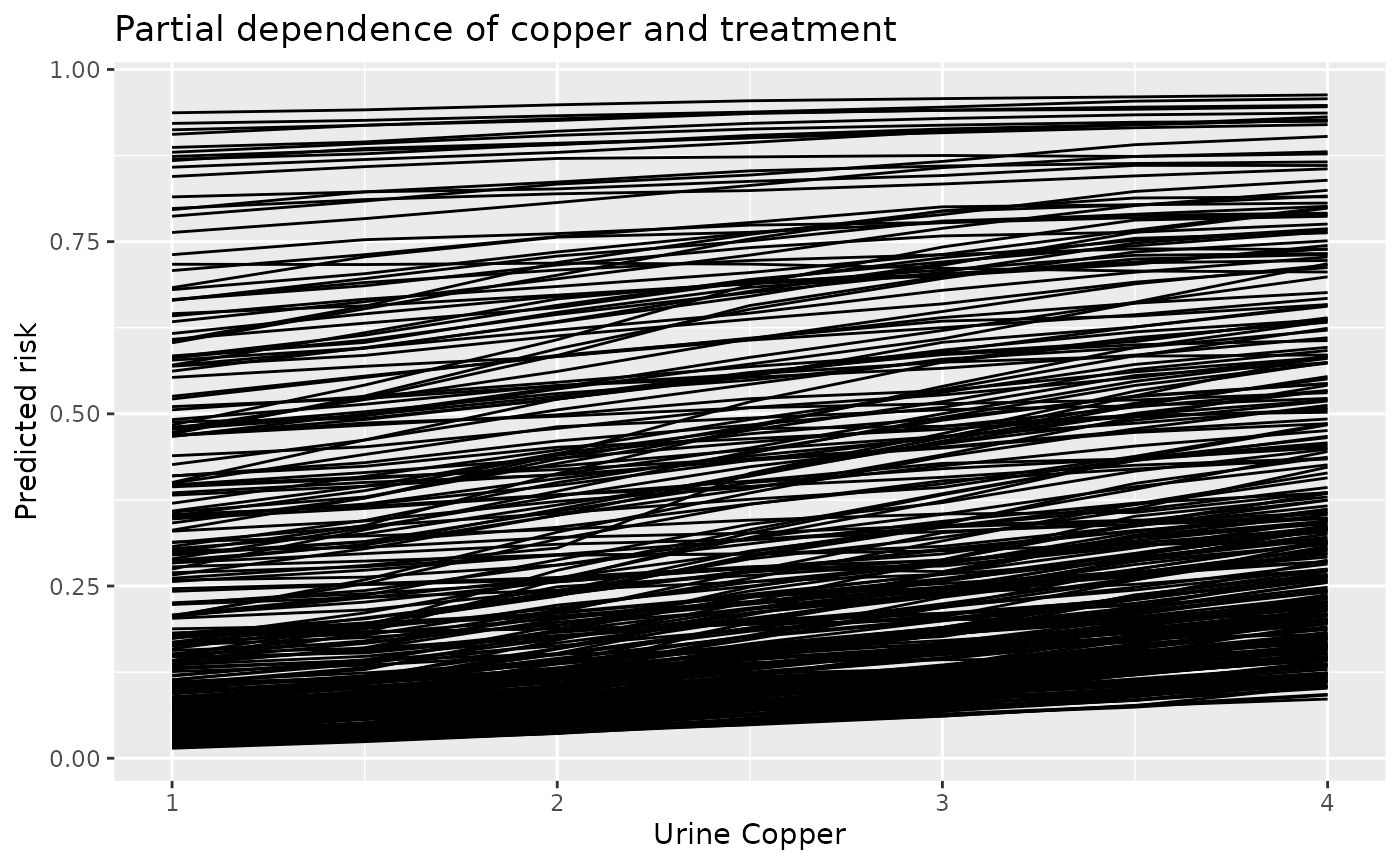 Partial dependence of copper and treatment
1.00
0.75
0.50
0.25
0.00
Predicted risk
1 2 3 4
Urine Copper